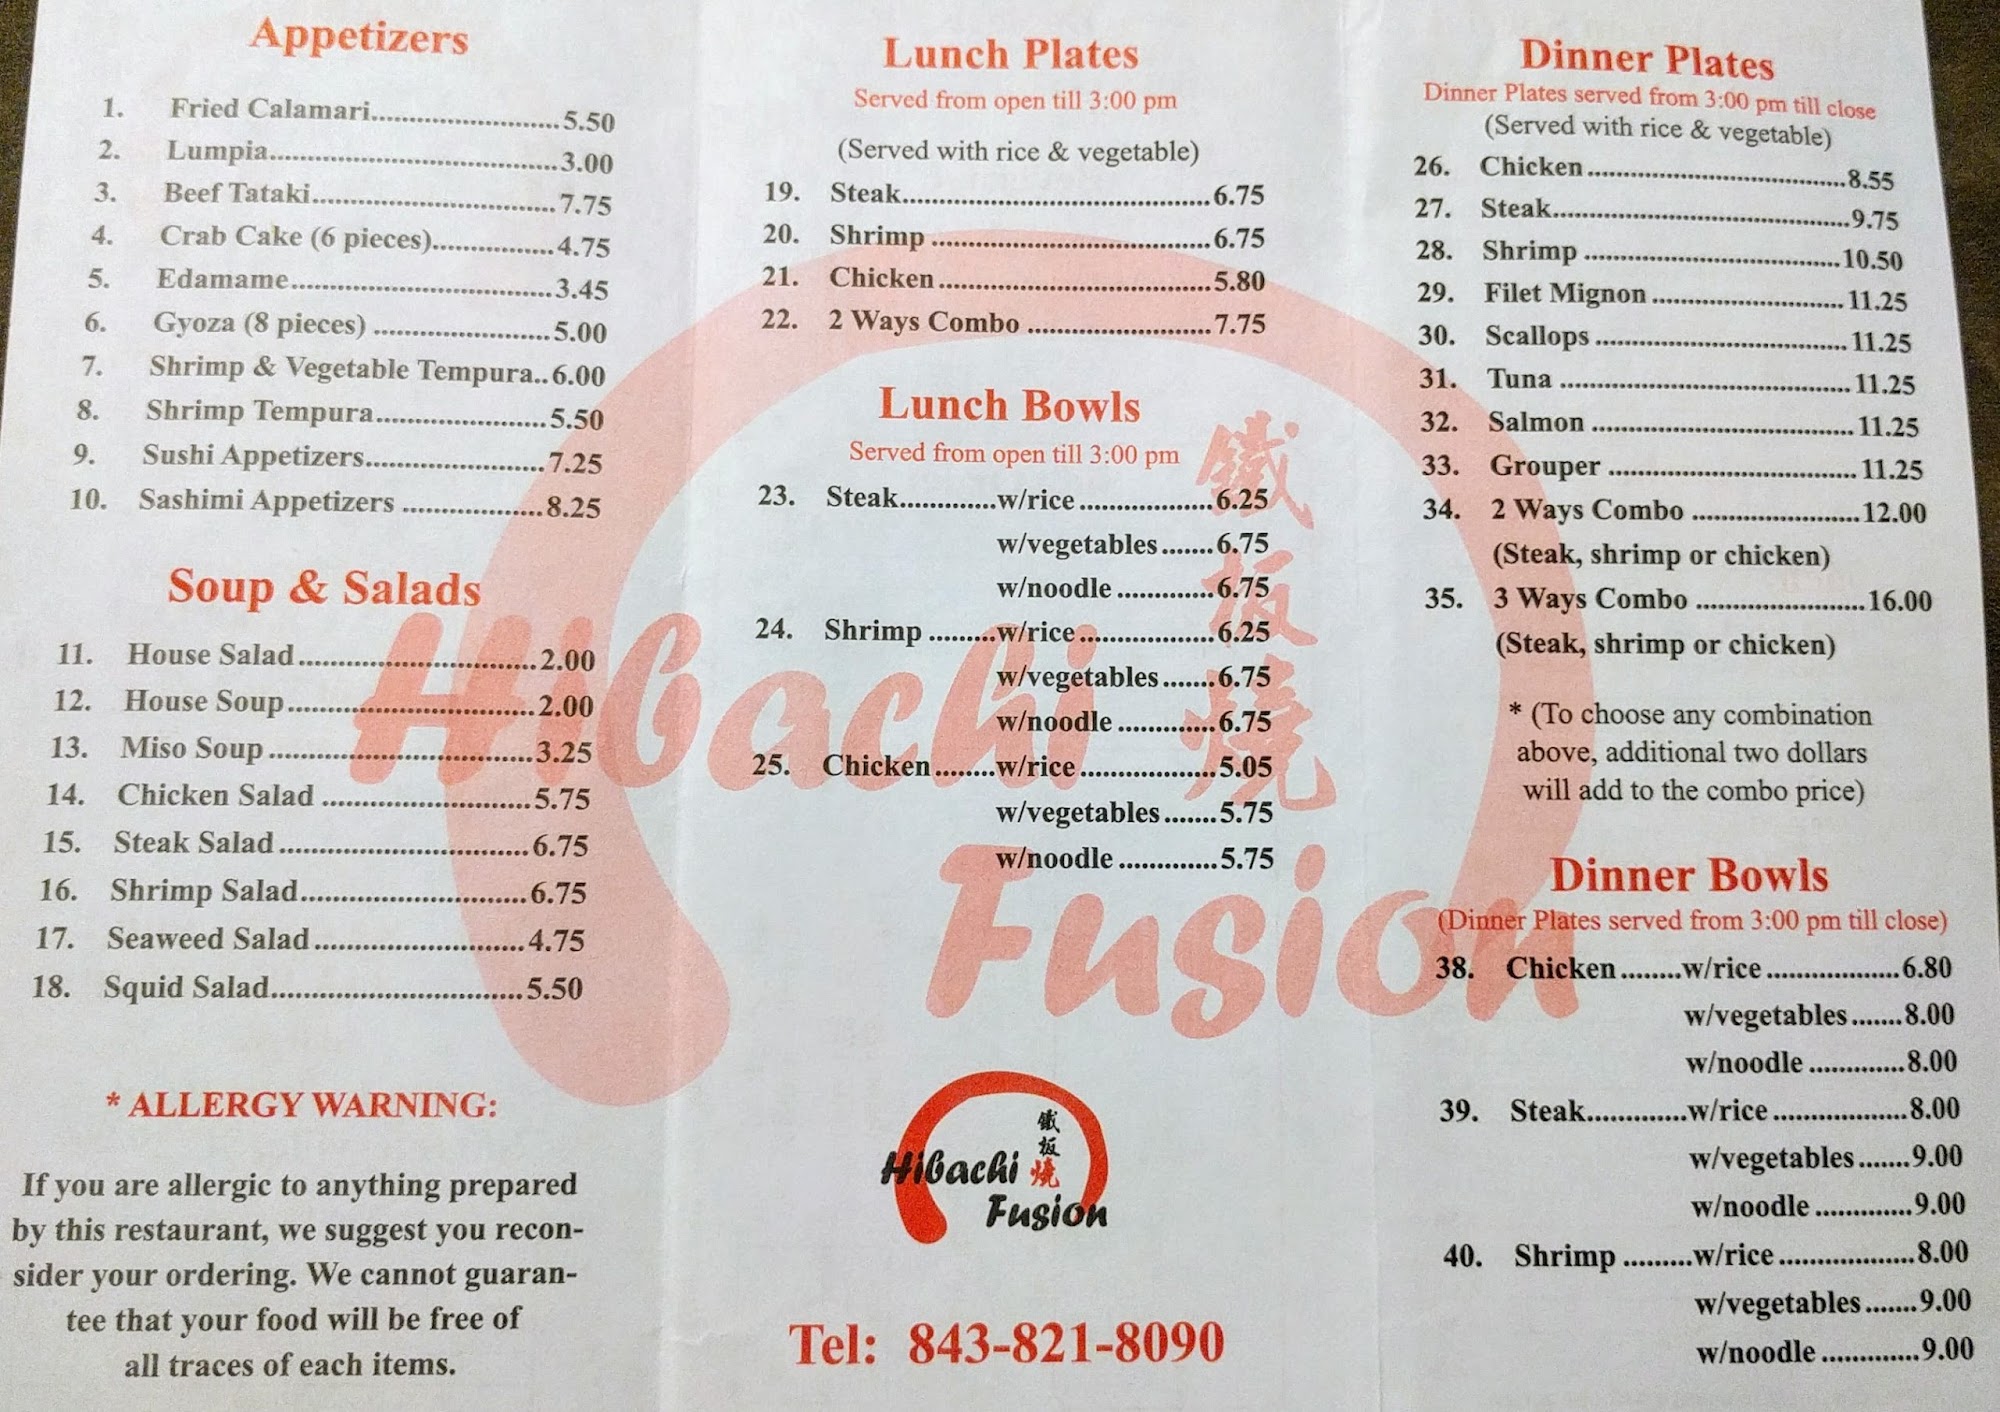 Appetizers
1. Fried Calamari.........................5.50
2. Lumpia.....................................3.00
3. Beef Tataki................................7.75
4. Crab Cake (6 pieces)................4.75
5. Edamame..................................3.45
6. Gyoza (8 pieces) .......................5.00
7. Shrimp & Vegetable Tempura..6.00
8. Shrimp Tempura.......................5.50
9. Sushi Appetizers.......................7.25
10. Sashimi Appetizers ..................8.25
Soup & Salads
11. House Salad...............................2.00
12. House Soup................................2.00
13. Miso Soup ..................................3.25
14. Chicken Salad ...........................5.75
15. Steak Salad ................................6.75
16. Shrimp Salad.............................6.75
17. Seaweed Salad ...........................4.75
18. Squid Salad................................5.50
* ALLERGY WARNING:
If you are allergic to anything prepared
by this restaurant, we suggest you recon-
sider your ordering. We cannot guaran-
tee that your food will be free of
all traces of each items.
Lunch Plates
Served from open till 3:00 pm
(Served with rice & vegetable)
19. Steak........................................6.75
20. Shrimp ....................................6.75
21. Chicken ...................................5.80
22. 2 Ways Combo ........................7.75
Lunch Bowls
Served from open till 3:00 pm
23. Steak.............w/rice ..................6.25
w/vegetables.......6.75
w/noodle .............6.75
24. Shrimp .........w/rice..................6.25
w/vegetables.......6.75
w/noodle .............6.75
25. Chicken........w/rice..................5.05
w/vegetables.......5.75
w/noodle .............5.75
Hibachi
Fusion
鐵
板
燒
Hibachi
Fusion
鐵
板
燒
Tel: 843-821-8090
Dinner Plates
Dinner Plates served from 3:00 pm till close
(Served with rice & vegetable)
26. Chicken ..................................8.55
27. Steak.......................................9.75
28. Shrimp ..................................10.50
29. Filet Mignon .........................11.25
30. Scallops .................................11.25
31. Tuna ......................................11.25
32. Salmon ..................................11.25
33. Grouper ................................11.25
34. 2 Ways Combo ......................12.00
(Steak, shrimp or chicken)
35. 3 Ways Combo ......................16.00
(Steak, shrimp or chicken)
* (To choose any combination
above, additional two dollars
will add to the combo price)
Dinner Bowls
(Dinner Plates served from 3:00 pm till close)
38. Chicken ........w/rice ..................6.80
w/vegetables.......8.00
w/noodle .............8.00
39. Steak.............w/rice ..................8.00
w/vegetables.......9.00
w/noodle .............9.00
40. Shrimp .........w/rice..................8.00
w/vegetables.......9.00
w/noodle .............9.00